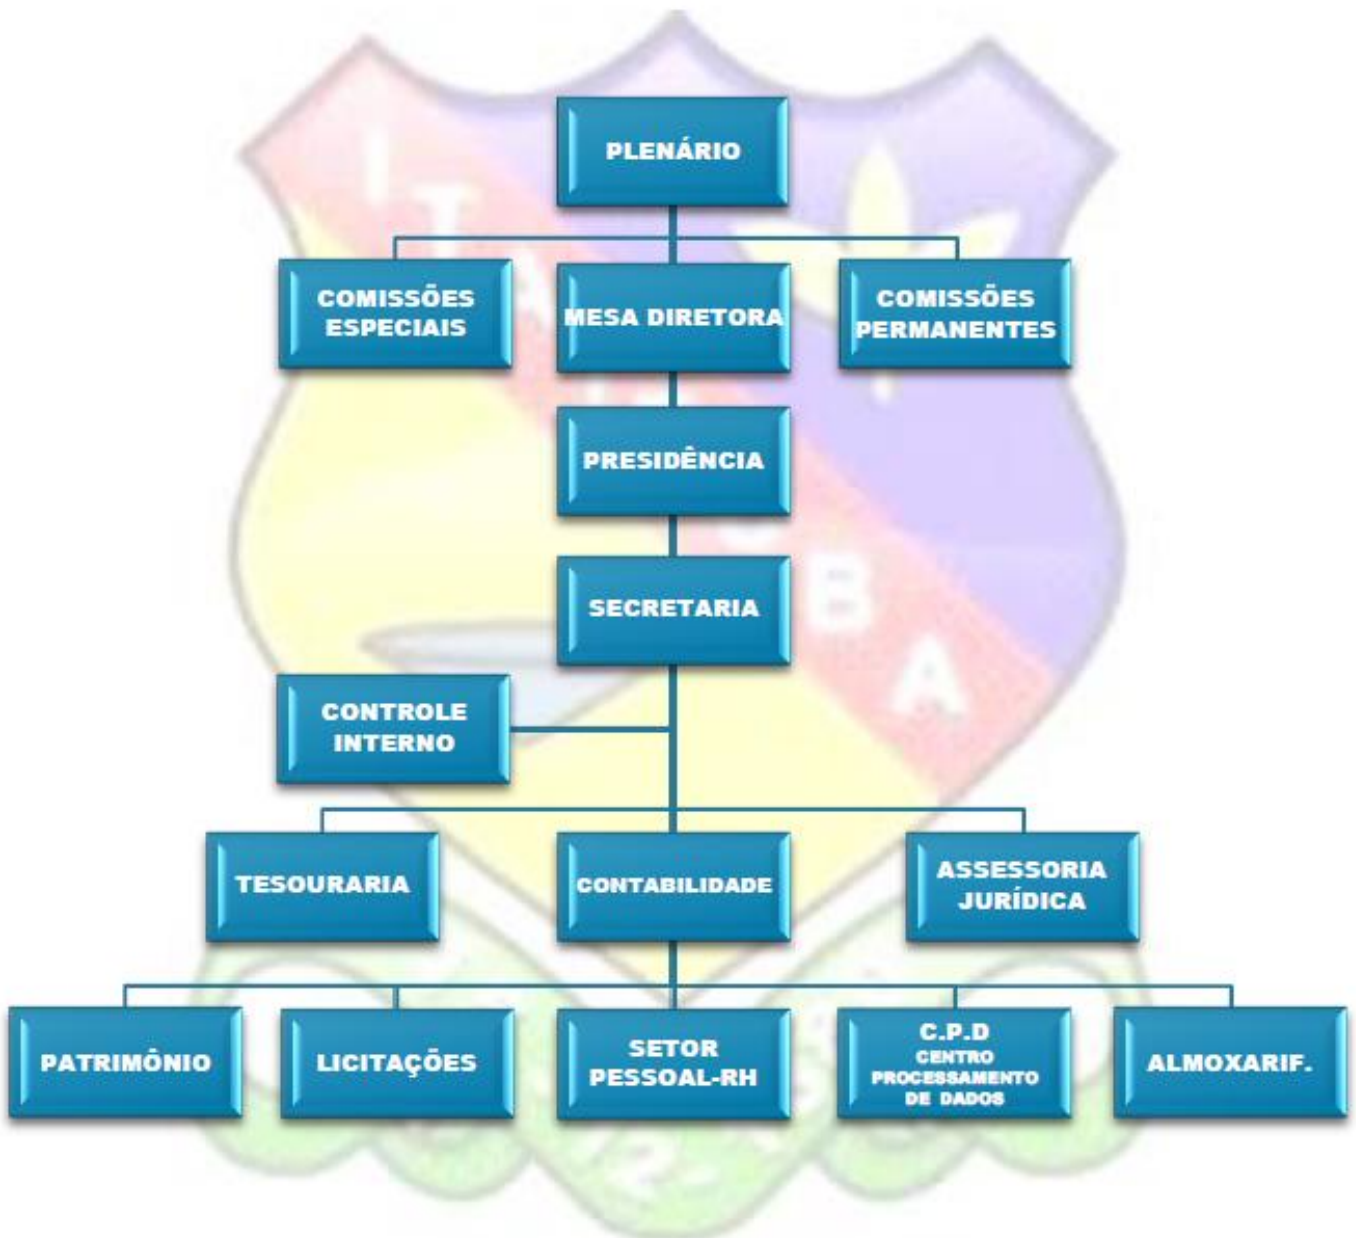 PLENÁRIO
COMISSÕES
ESPECIAIS
MESA DIRETORA
COMISSÕES
PERMANENTES
PRESIDÊNCIA
SECRETARIA
CONTROLE
INTERNO
TESOURARIA
CONTABILIDADE
ASSESSORIA
JURÍDICA
PATRIMÔNIO
LICITAÇÕES
SETOR
PESSOAL-RH
C.P.D
CENTRO
PROCESSAMENTO
DE DADOS
ALMOXARIF.